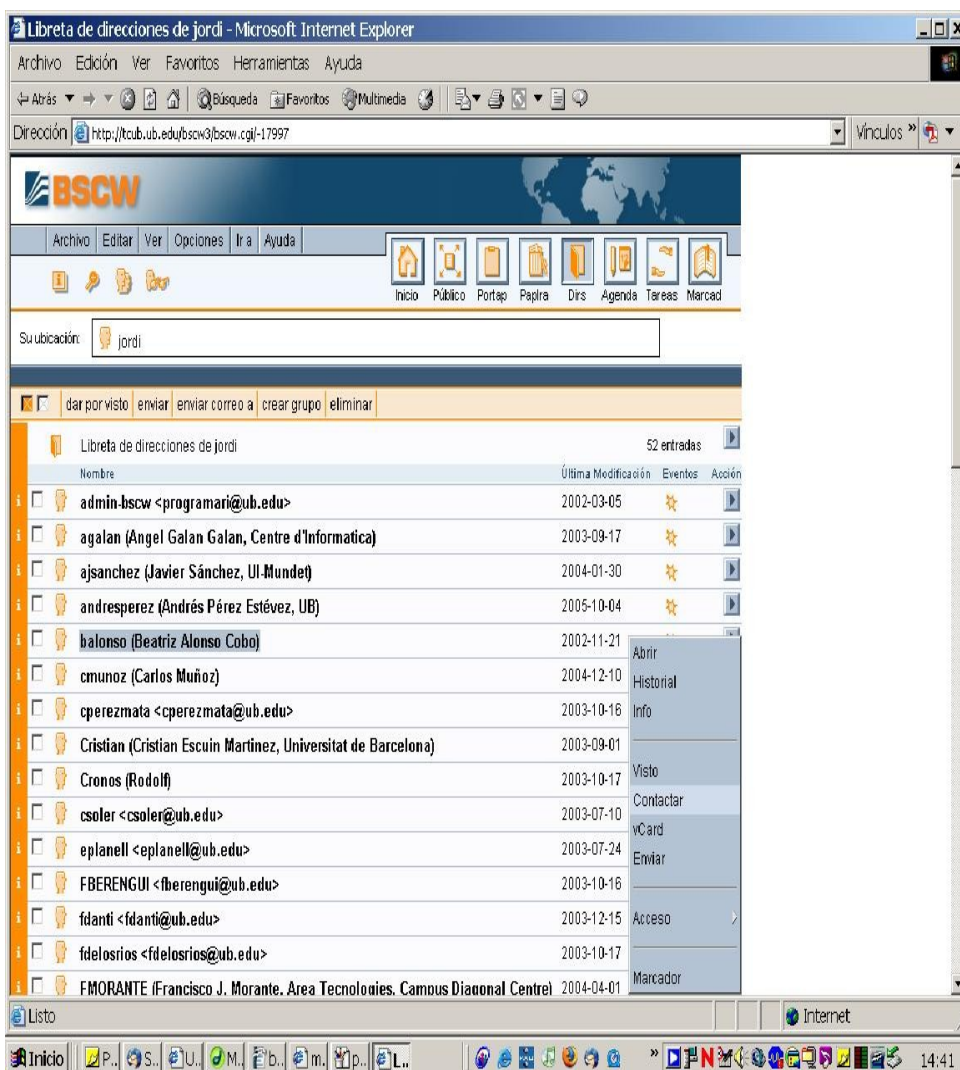 Libreta de direcciones de jordi - Microsoft Internet Explorer
Archivo Edición Ver Favoritos Herramientas Ayuda
Atrás Búsqueda Favoritos Multimedia
Dirección http://tcub.ub.edu/bscw3/bscw.cgi/-17997 Vínculos »
BSCW
Archivo Editar Ver Opciones Ir a Ayuda
Inicio Público Portap Paplra Dirs Agenda Tareas Marcad
Su ubicación: jordi
dar por visto enviar enviar correo a crear grupo eliminar
Libreta de direcciones de jordi 52 entradas
Nombre Última Modificación Eventos Acción
i admin-bscw <programari@ub.edu> 2002-03-05
i agalan (Angel Galan Galan, Centre d'Informatica) 2003-09-17
i ajsanchez (Javier Sánchez, UI-Mundet) 2004-01-30
i andresperez (Andrés Pérez Estévez, UB) 2005-10-04
i balonso (Beatriz Alonso Cobo) 2002-11-21
i cmunoz (Carlos Muñoz) 2004-12-10
i cperezmata <cperezmata@ub.edu> 2003-10-16
i Cristian (Cristian Escuin Martinez, Universitat de Barcelona) 2003-09-01
i Cronos (Rodolf) 2003-10-17
i csoler <csoler@ub.edu> 2003-07-10
i eplanell <eplanell@ub.edu> 2003-07-24
i FBERENGUI <fberengui@ub.edu> 2003-10-16
i fdanti <fdanti@ub.edu> 2003-12-15
i fdelosrios <fdelosrios@ub.edu> 2003-10-17
i FMORANTE (Francisco J. Morante, Area Tecnologies, Campus Diagonal Centre) 2004-04-01
Abrir
Historial
Info
Visto
Contactar
vCard
Enviar
Acceso
Marcador
Listo Internet
Inicio P.. S.. U.. M.. b.. m.. p.. L.. » 14:41